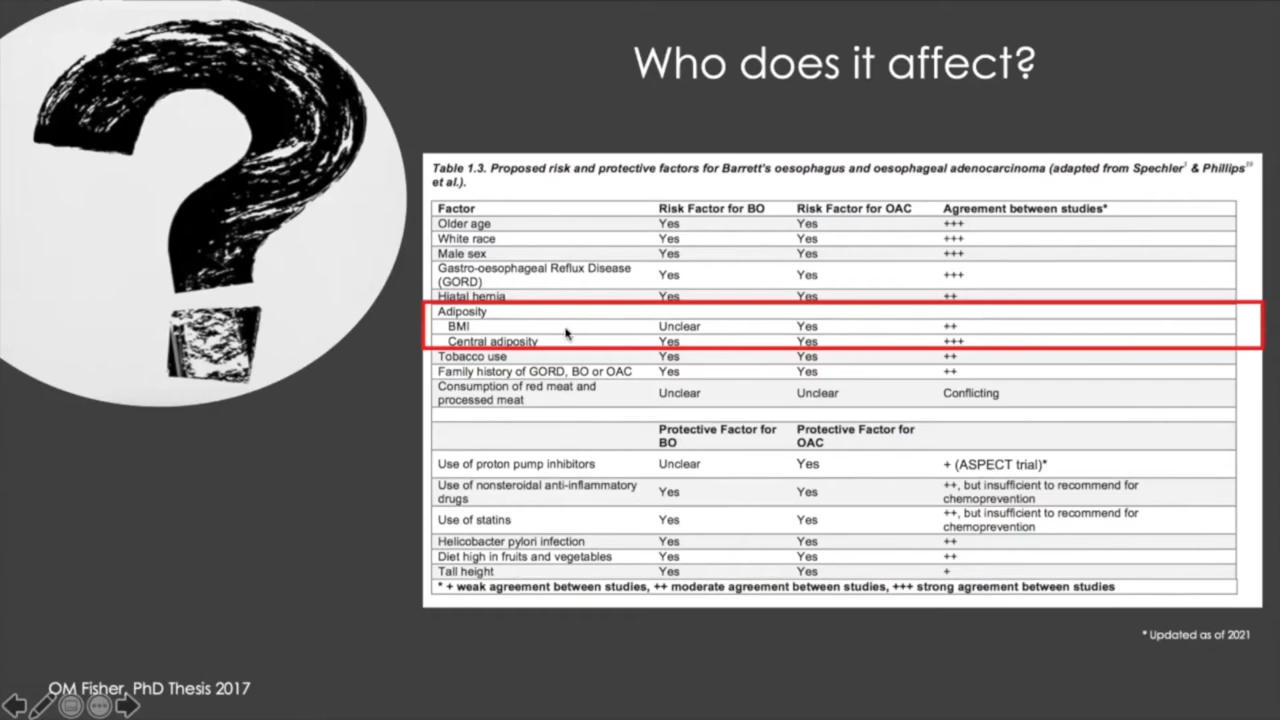 Who does it affect?
Table 1.3. Proposed risk and protective factors for Barrett's oesophagus and oesophageal adenocarcinoma (adapted from Spechler & Phillips
et al.).
Factor Risk Factor for BO Risk Factor for OAC Agreement between studies*
Older age Yes Yes +++
White race Yes Yes +++
Male sex Yes Yes +++
Gastro-oesophageal Reflux Disease
(GORD) Yes Yes +++
Hiatal hernia Yes Yes ++
Adiposity
BMI Unclear Yes ++
Central adiposity Yes Yes +++
Tobacco use Yes Yes ++
Family history of GORD, BO or OAC Yes Yes ++
Consumption of red meat and
processed meat Unclear Unclear Conflicting
Protective Factor for BO Protective Factor for OAC
Use of proton pump inhibitors Unclear Yes + (ASPECT trial)*
Use of nonsteroidal anti-inflammatory
drugs Yes Yes ++, but insufficient to recommend for chemoprevention
Use of statins Yes Yes ++, but insufficient to recommend for chemoprevention
Helicobacter pylori infection Yes Yes ++
Diet high in fruits and vegetables Yes Yes ++
Tall height Yes Yes +
* + weak agreement between studies, ++ moderate agreement between studies, +++ strong agreement between studies
* Updated as of 2021
OM Fisher, PhD Thesis 2017